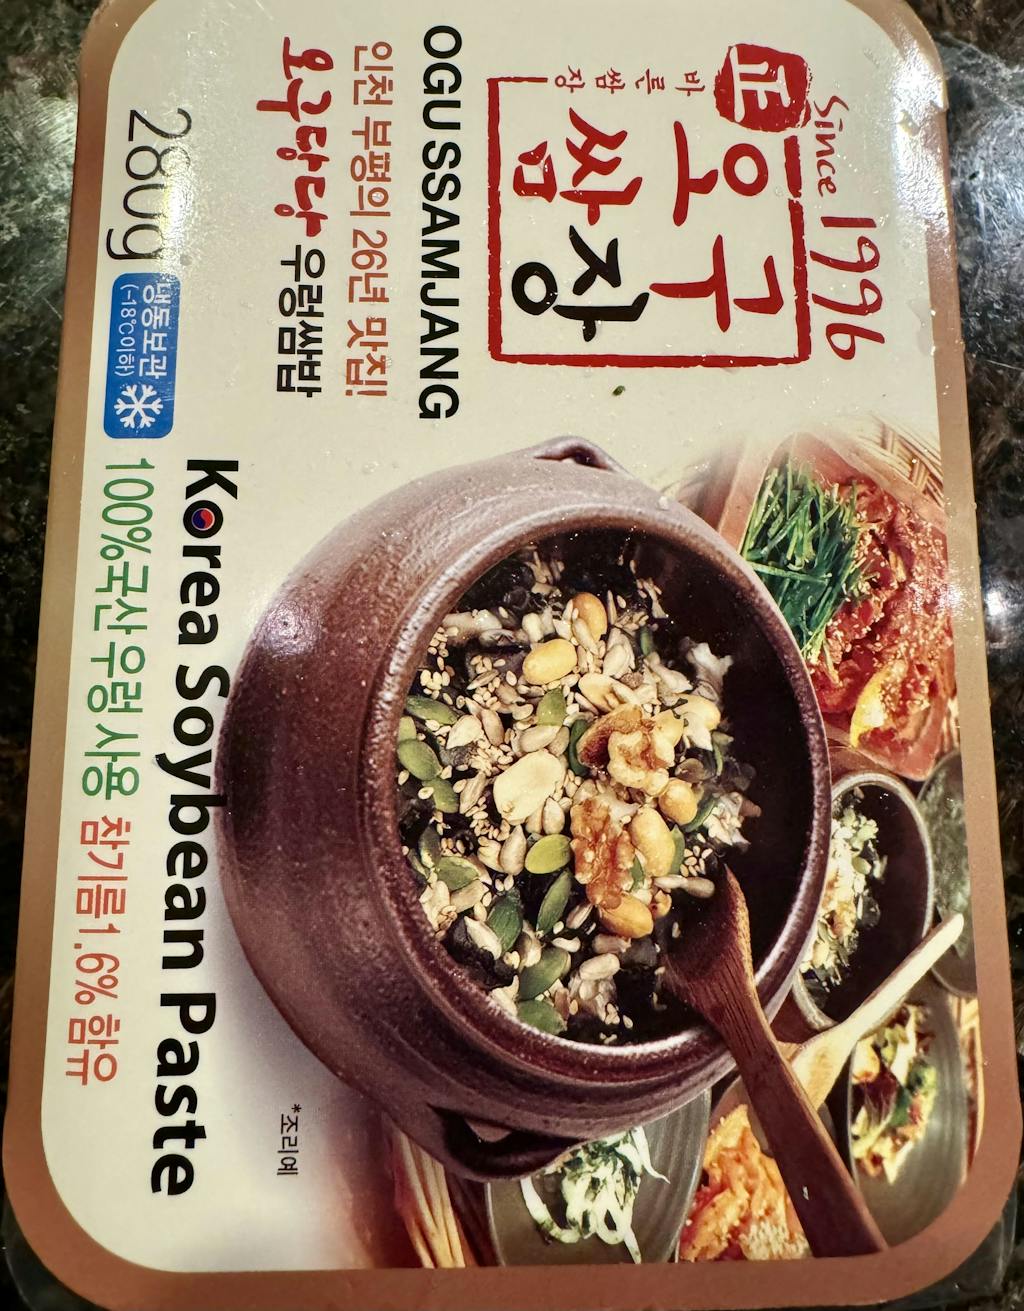 Since 1996
바른쌈장
오구
쌈장
OGU SSAMJANG
인천 부평의 26년 맛집!
오구당당 우렁쌈밥
Korea Soybean Paste
280g
냉동보관
(-18℃이하)
100%국산우렁사용 참기름1.6% 함유
*조리예